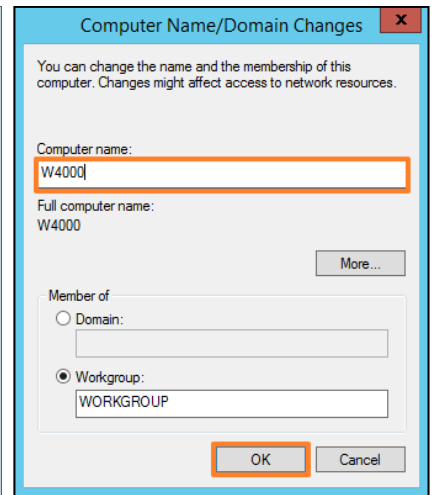 Computer Name/Domain Changes
x
You can change the name and the membership of this
computer. Changes might affect access to network resources.
Computer name:
W4000
Full computer name:
W4000
More...
Member of
Domain:
Workgroup:
WORKGROUP
OK
Cancel